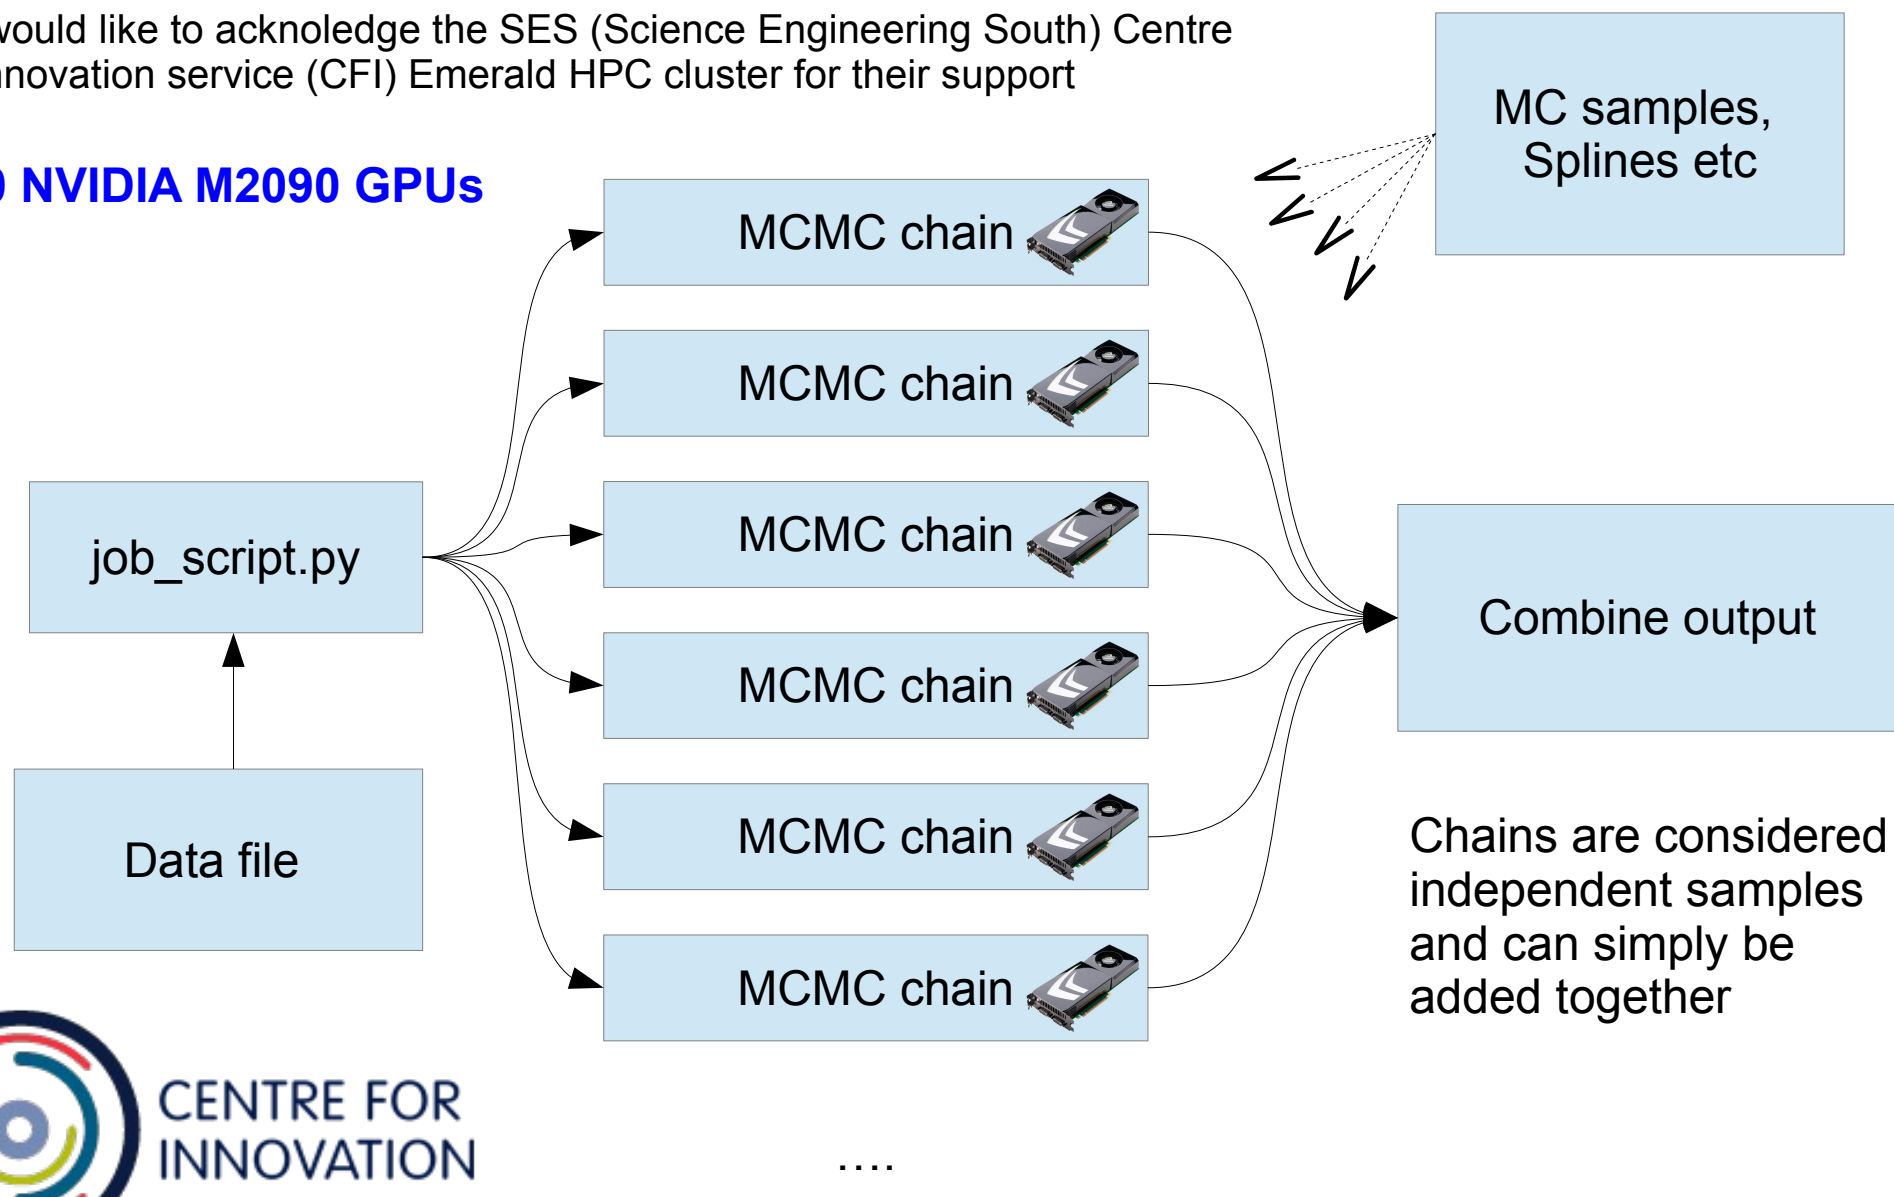 would like to acknoledge the SES (Science Engineering South) Centre
nnovation service (CFI) Emerald HPC cluster for their support
MC samples,
Splines etc
0 NVIDIA M2090 GPUs
MCMC chain
MCMC chain
MCMC chain
job_script.py
MCMC chain
Combine output
Data file
MCMC chain
MCMC chain
Chains are considered
independent samples
and can simply be
added together
CENTRE FOR
INNOVATION
....